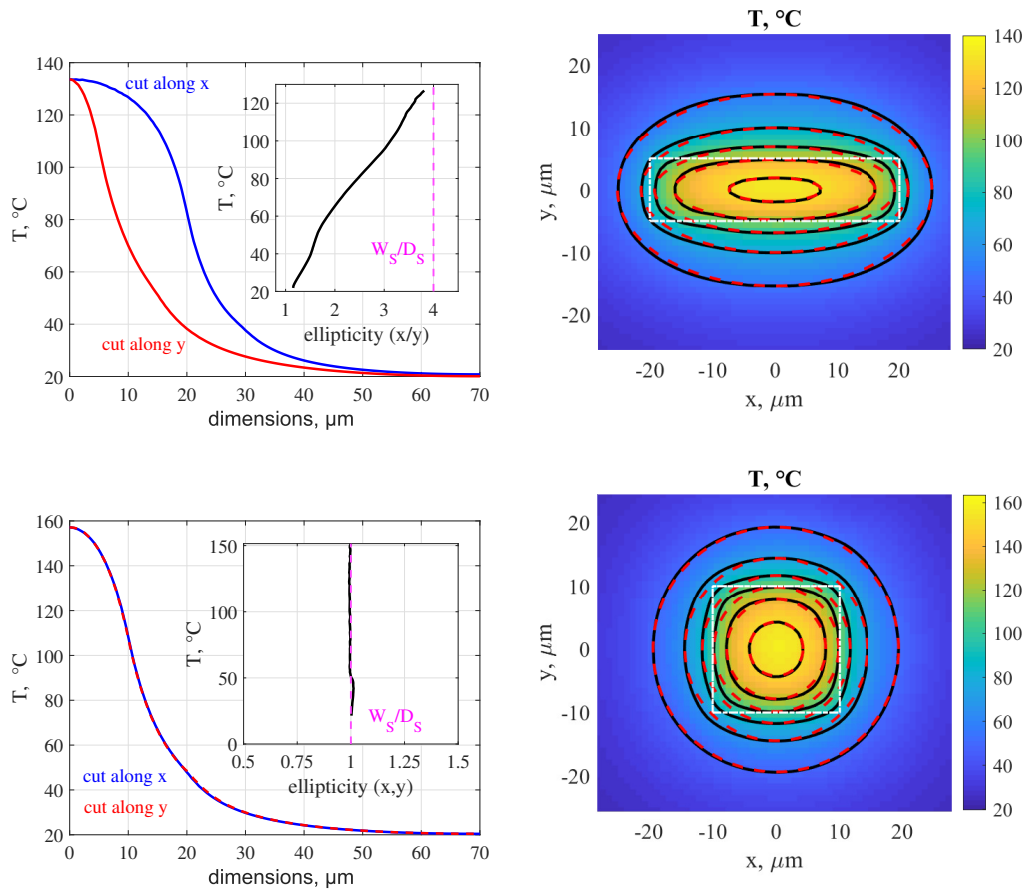 T, °C
140
120
100
80
60
40
20
0 10 20 30 40 50 60 70
dimensions, µm
cut along x
cut along y
T, °C
120
100
80
60
40
20
1 2 3 4
ellipticity (x/y)
W_S/D_S
T, °C
y, µm
20
10
0
-10
-20
-20 -10 0 10 20
x, µm
140
120
100
80
60
40
20
T, °C
160
140
120
100
80
60
40
20
0 10 20 30 40 50 60 70
dimensions, µm
cut along x
cut along y
T, °C
150
100
50
0
0.5 0.75 1 1.25 1.5
ellipticity (x,y)
W_S/D_S
T, °C
y, µm
20
10
0
-10
-20
-20 -10 0 10 20
x, µm
160
140
120
100
80
60
40
20